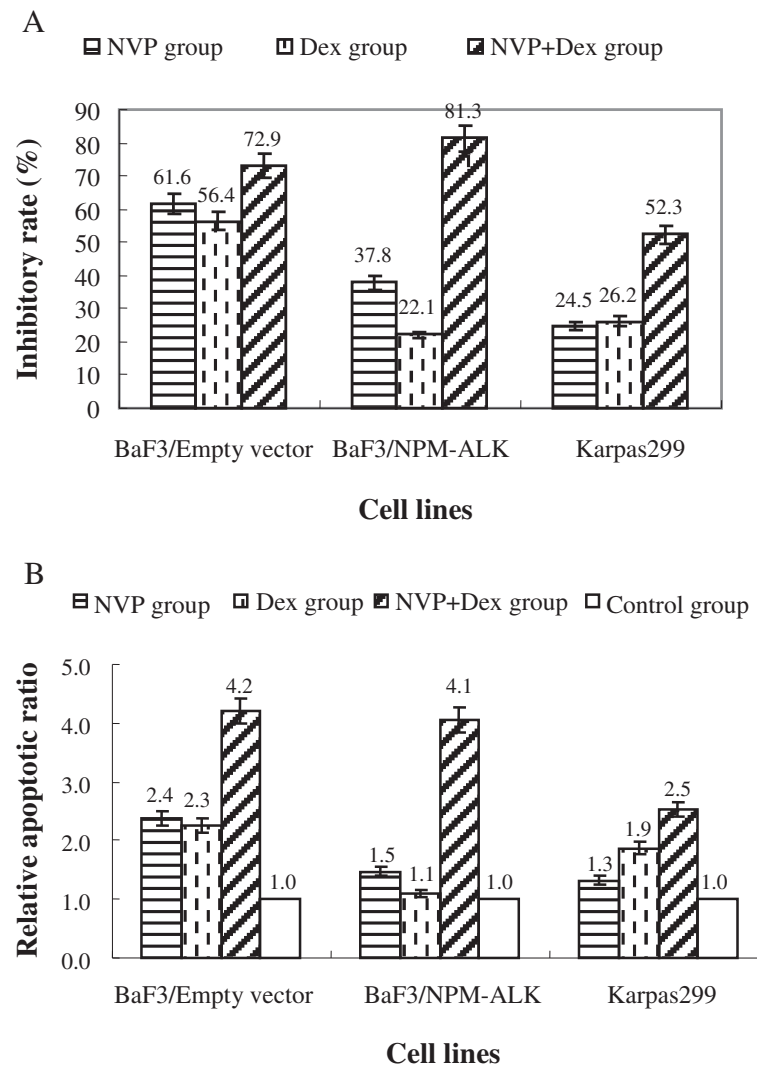 A
NVP group Dex group NVP+Dex group
Inhibitory rate (%)
90
80
70
60
50
40
30
20
10
0
61.6 56.4 72.9
37.8 22.1 81.3
24.5 26.2 52.3
BaF3/Empty vector BaF3/NPM-ALK Karpas299
Cell lines
B
NVP group Dex group NVP+Dex group Control group
Relative apoptotic ratio
5.0
4.0
3.0
2.0
1.0
0.0
2.4 2.3 4.2 1.0
1.5 1.1 4.1 1.0
1.3 1.9 2.5 1.0
BaF3/Empty vector BaF3/NPM-ALK Karpas299
Cell lines